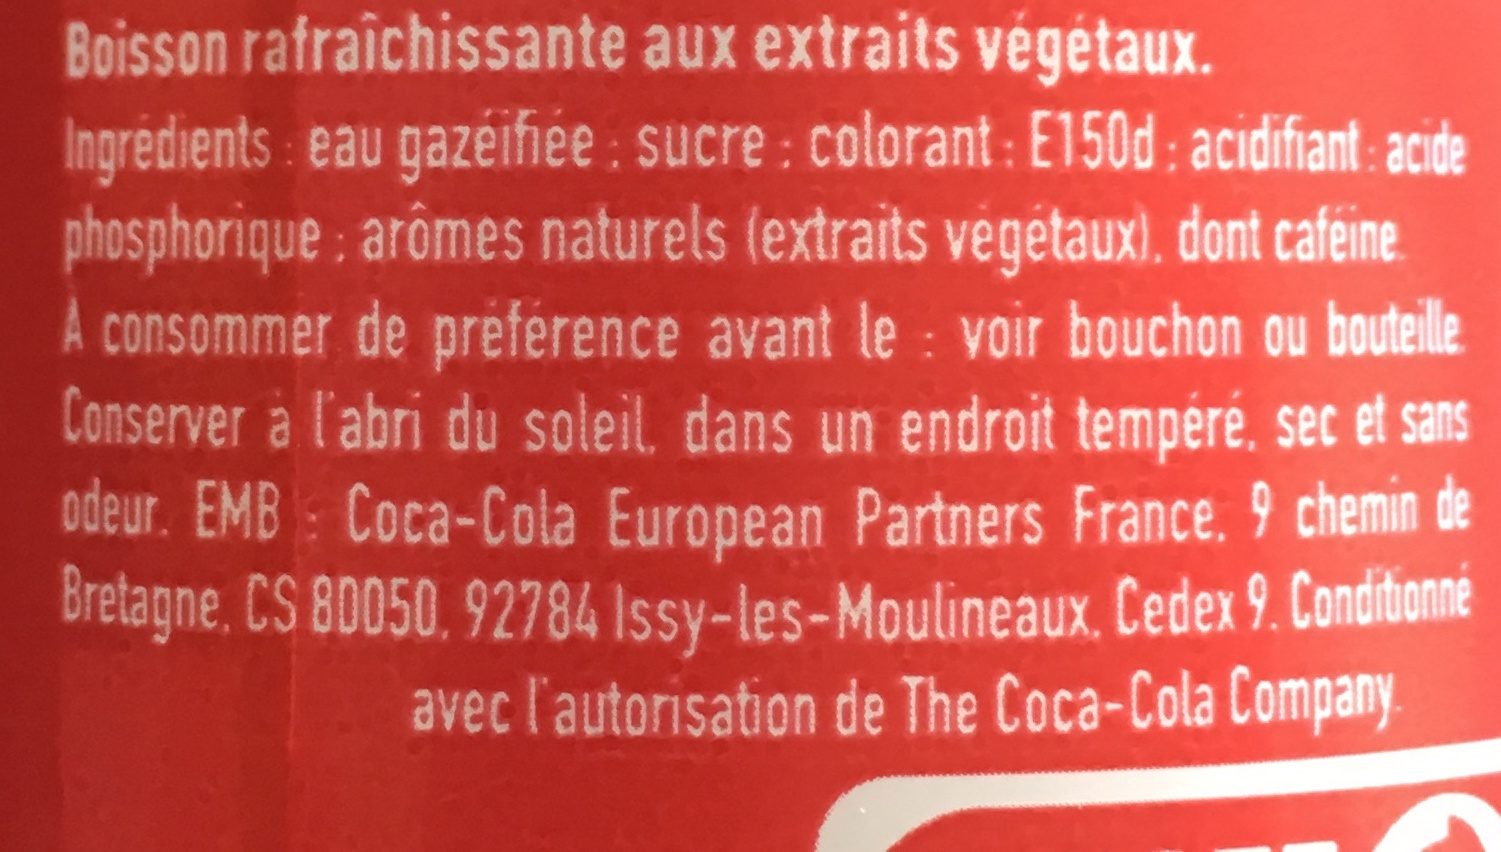 Boisson rafraîchissante aux extraits végétaux.
Ingrédients : eau gazéifiée ; sucre ; colorant : E150d ; acidifiant : acide
phosphorique ; arômes naturels (extraits végétaux), dont caféine.
À consommer de préférence avant le : voir bouchon ou bouteille.
Conserver à l'abri du soleil, dans un endroit tempéré, sec et sans
odeur. EMB : Coca-Cola European Partners France, 9 chemin de
Bretagne, CS 80050, 92784 Issy-les-Moulineaux, Cedex 9. Conditionné
avec l'autorisation de The Coca-Cola Company.